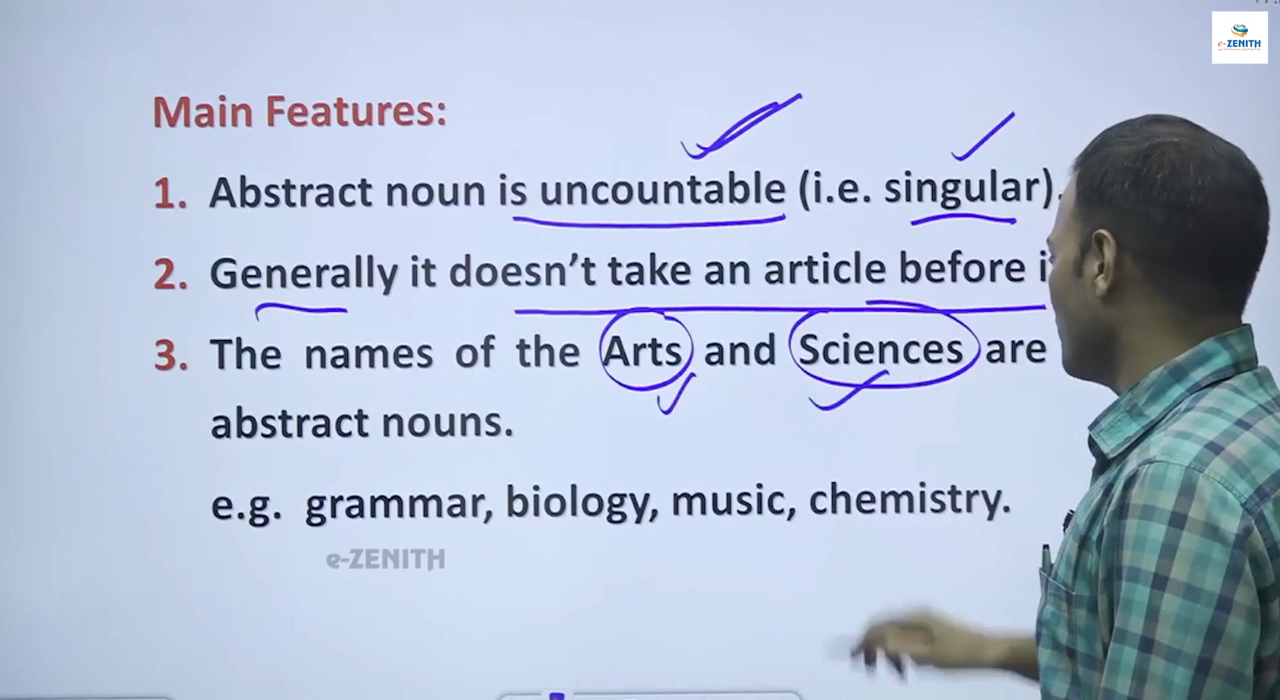 e-ZENITH
Main Features:
1. Abstract noun is uncountable (i.e. singular).
2. Generally it doesn't take an article before
3. The names of the Arts and Sciences are
abstract nouns.
e.g. grammar, biology, music, chemistry.
e-ZENITH